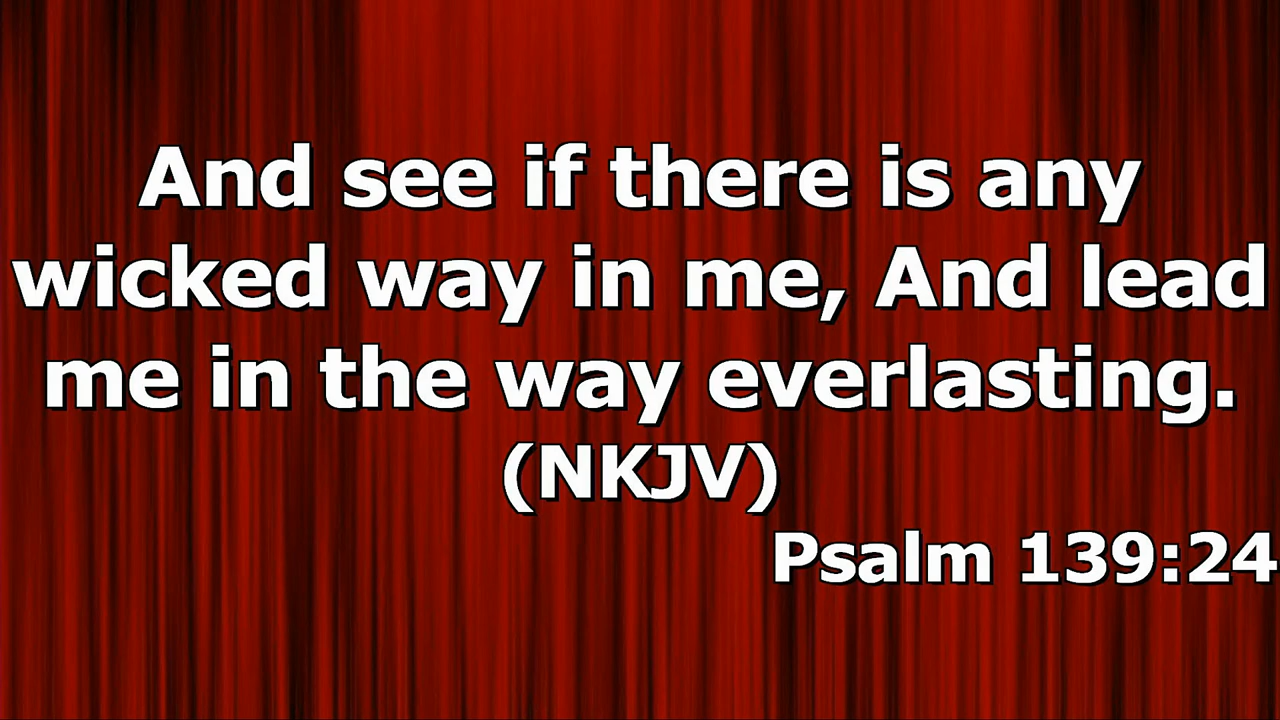 And see if there is any
wicked way in me, And lead
me in the way everlasting.
(NKJV)
Psalm 139:24